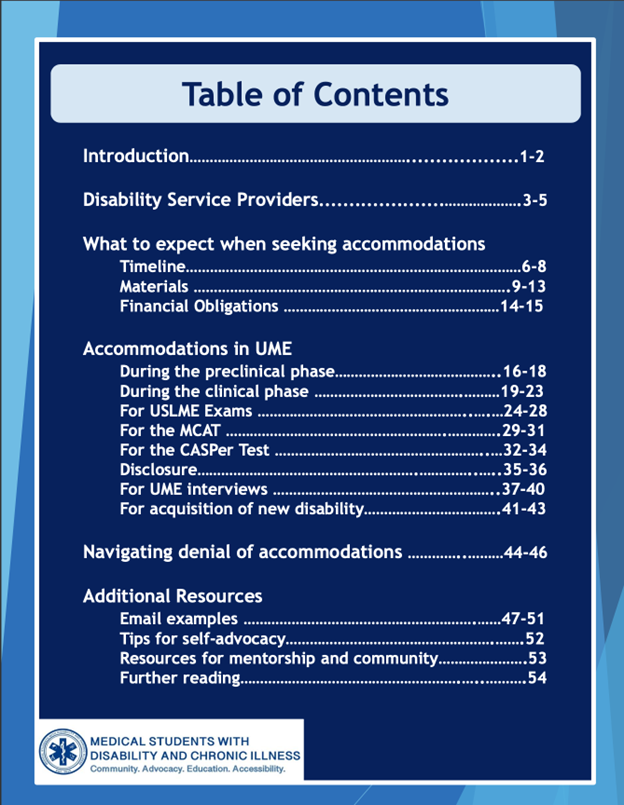 Table of Contents
Introduction................................................................1-2
Disability Service Providers..........................................3-5
What to expect when seeking accommodations
Timeline................................................................6-8
Materials ..............................................................9-13
Financial Obligations .............................................14-15
Accommodations in UME
During the preclinical phase..................................16-18
During the clinical phase ......................................19-23
For USLME Exams ................................................24-28
For the MCAT ......................................................29-31
For the CASPer Test .............................................32-34
Disclosure............................................................35-36
For UME interviews ..............................................37-40
For acquisition of new disability.............................41-43
Navigating denial of accommodations ....................44-46
Additional Resources
Email examples ...................................................47-51
Tips for self-advocacy...........................................52
Resources for mentorship and community.................53
Further reading....................................................54
MEDICAL STUDENTS WITH
DISABILITY AND CHRONIC ILLNESS
Community. Advocacy. Education. Accessibility.